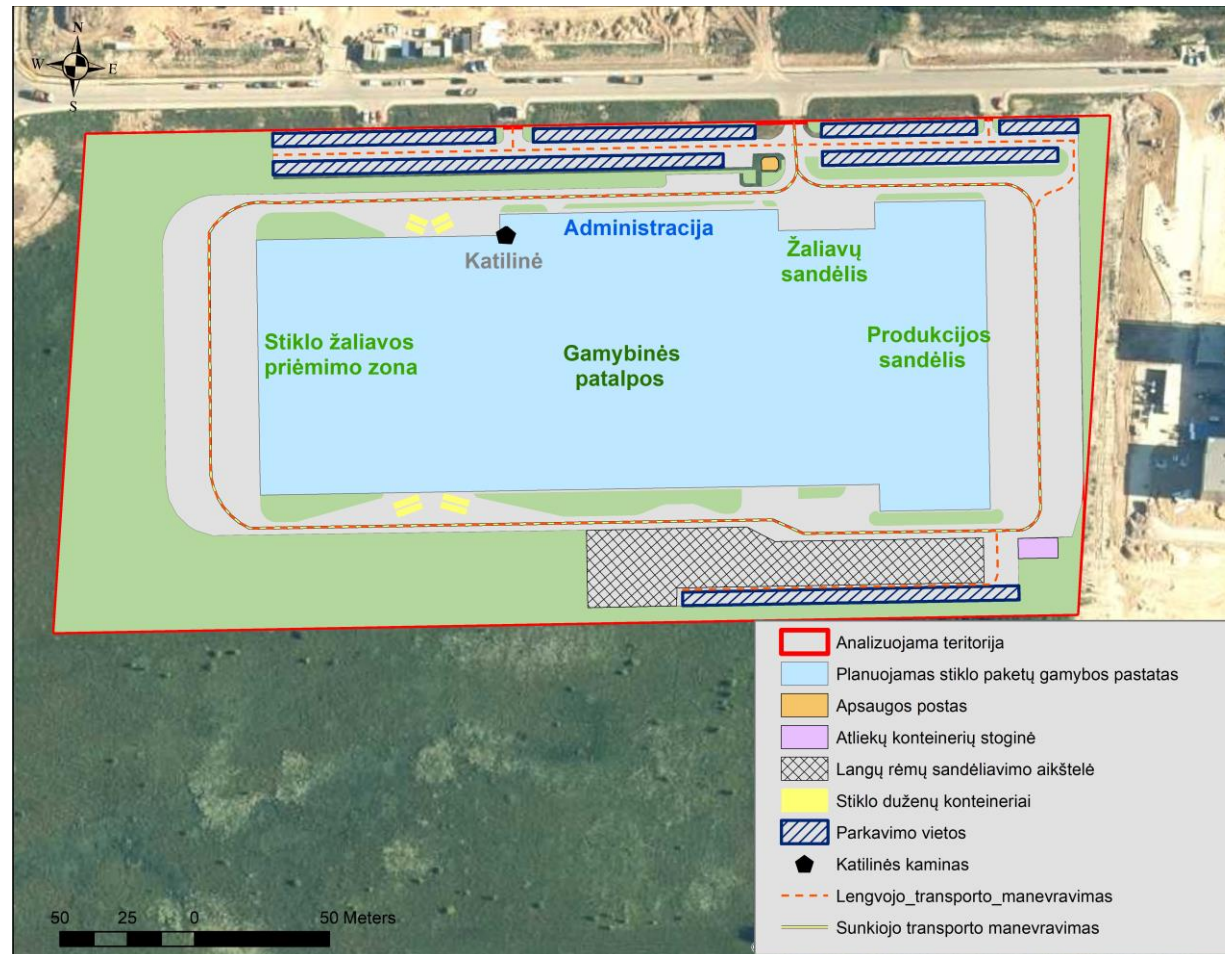 N
W E
S
Administracija
Katilinė
Žaliavų
sandėlis
Stiklo žaliavos
priėmimo zona
Gamybinės
patalpos
Produkcijos
sandėlis
Analizuojama teritorija
Planuojamas stiklo paketų gamybos pastatas
Apsaugos postas
Atliekų konteinerių stoginė
Langų rėmų sandėliavimo aikštelė
Stiklo duženų konteineriai
Parkavimo vietos
Katilinės kaminas
Lengvojo_transporto_manevravimas
Sunkiojo transporto manevravimas
50 25 0 50 Meters